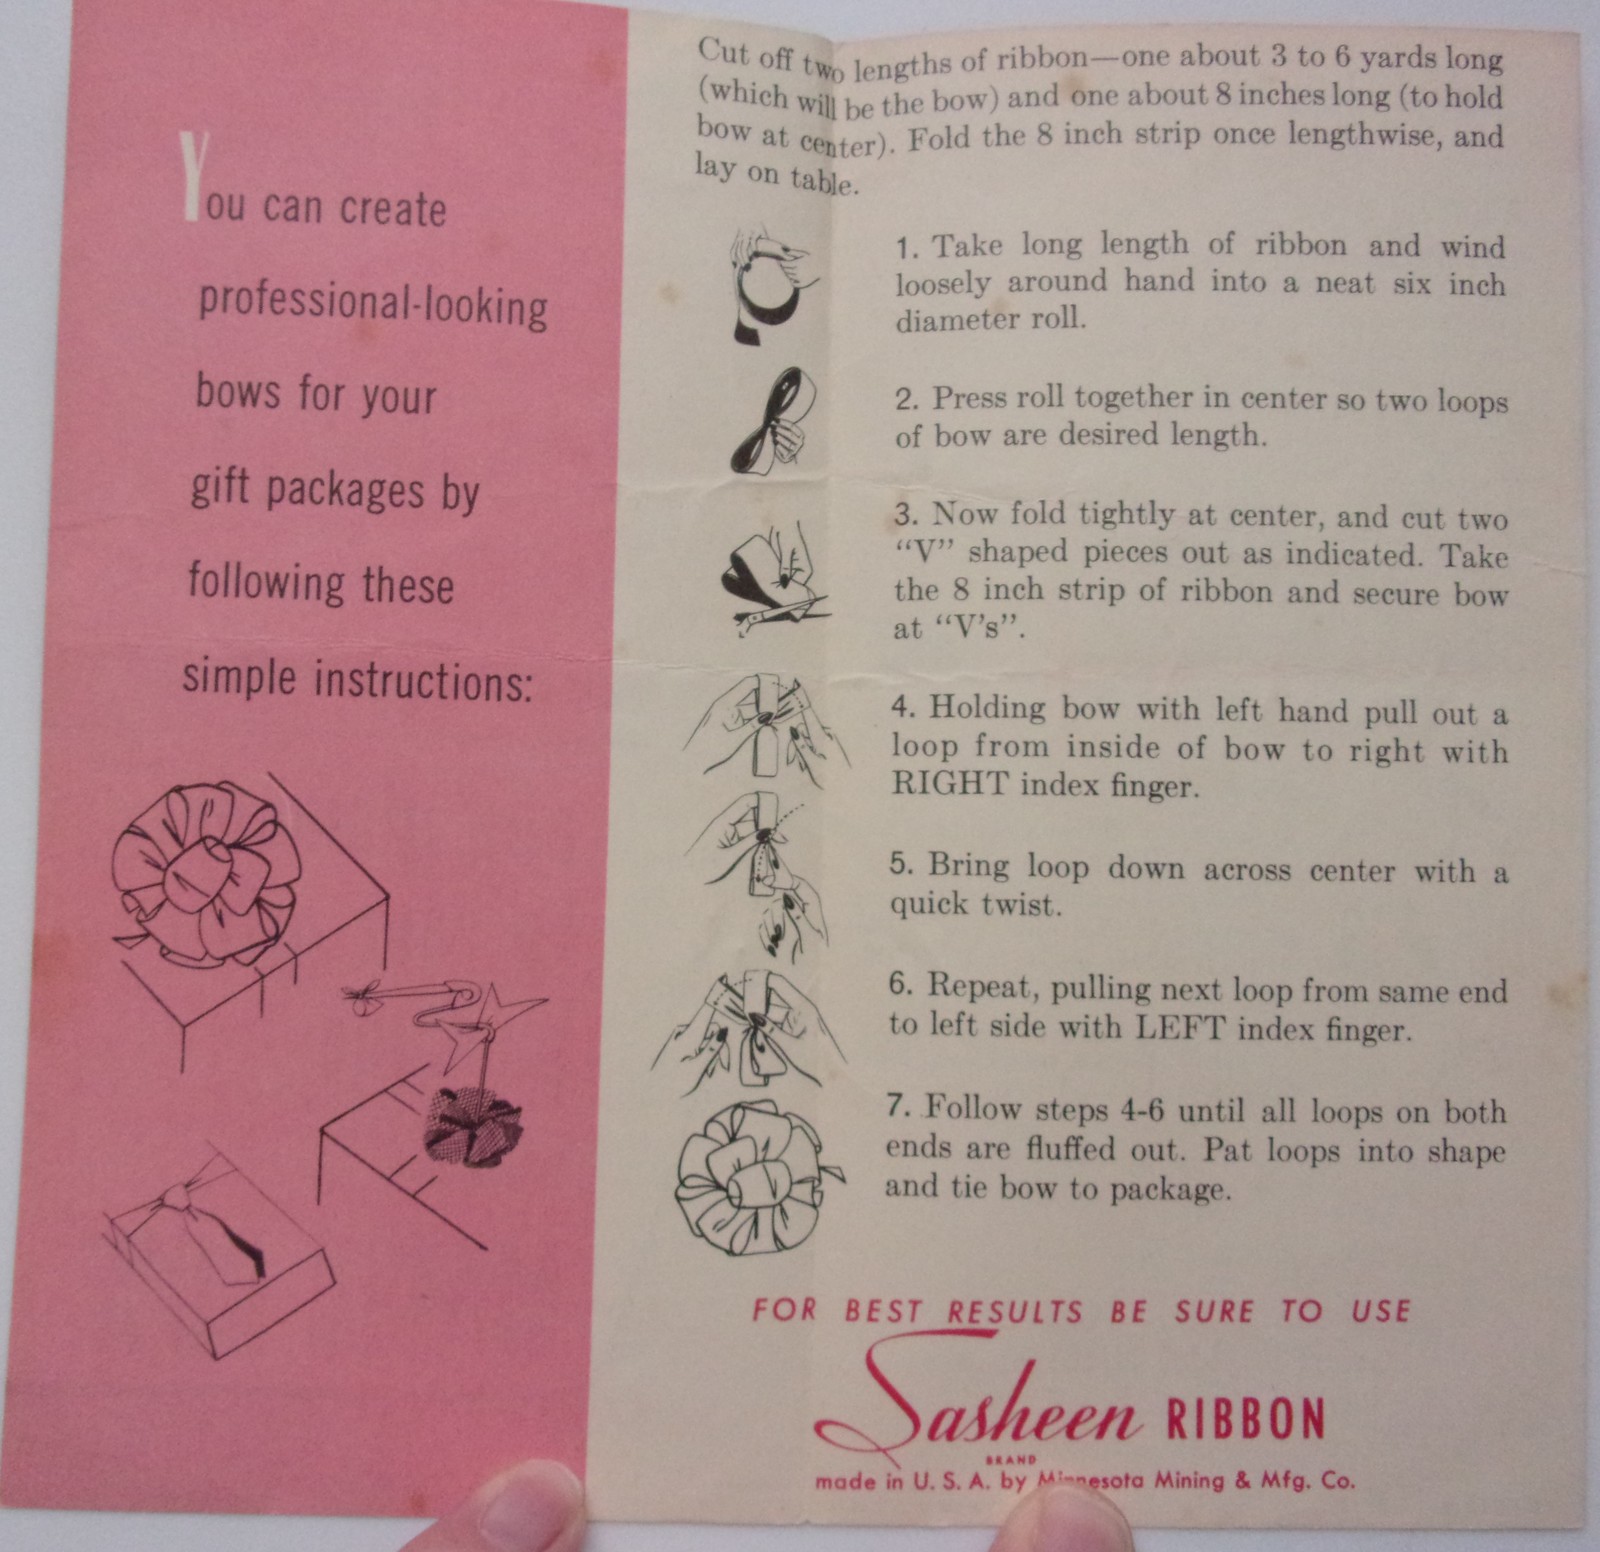 You can create
professional-looking
bows for your
gift packages by
following these
simple instructions:
Cut off two lengths of ribbon—one about 3 to 6 yards long
(which will be the bow) and one about 8 inches long (to hold
bow at center). Fold the 8 inch strip once lengthwise, and
lay on table.
1. Take long length of ribbon and wind
loosely around hand into a neat six inch
diameter roll.
2. Press roll together in center so two loops
of bow are desired length.
3. Now fold tightly at center, and cut two
“V” shaped pieces out as indicated. Take
the 8 inch strip of ribbon and secure bow
at “V’s”.
4. Holding bow with left hand pull out a
loop from inside of bow to right with
RIGHT index finger.
5. Bring loop down across center with a
quick twist.
6. Repeat, pulling next loop from same end
to left side with LEFT index finger.
7. Follow steps 4-6 until all loops on both
ends are fluffed out. Pat loops into shape
and tie bow to package.
FOR BEST RESULTS BE SURE TO USE
Sasheen RIBBON
BRAND
made in U. S. A. by Minnesota Mining & Mfg. Co.